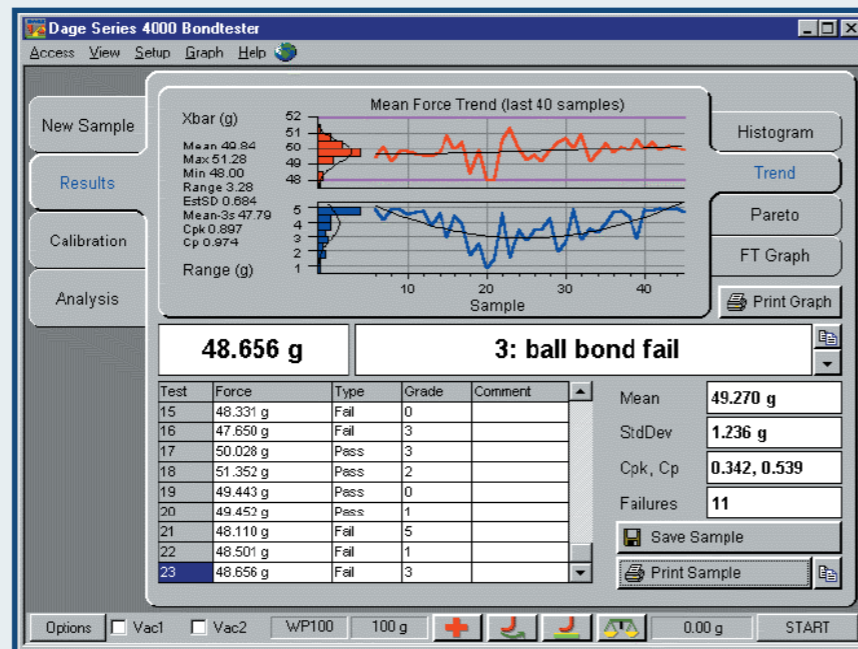 Dage Series 4000 Bondtester
Access View Setup Graph Help
New Sample
Results
Calibration
Analysis
Mean Force Trend (last 40 samples)
Xbar (g)
Mean 49.84
Max 51.28
Min 48.00
Range 3.28
EstSD 0.684
Mean-3s 47.79
Cpk 0.897
Cp 0.974
Range (g)
52
51
50
49
48
5
4
3
2
1
10 20 30 40
Sample
Histogram
Trend
Pareto
FT Graph
Print Graph
48.656 g
3: ball bond fail
Test Force Type Grade Comment
15 48.331 g Fail 0
16 47.650 g Fail 3
17 50.028 g Pass 3
18 51.352 g Pass 2
19 49.443 g Pass 0
20 49.452 g Pass 1
21 48.110 g Fail 5
22 48.501 g Fail 1
23 48.656 g Fail 3
Mean 49.270 g
StdDev 1.236 g
Cpk, Cp 0.342, 0.539
Failures 11
Save Sample
Print Sample
Options Vac1 Vac2 WP100 100 g 0.00 g START